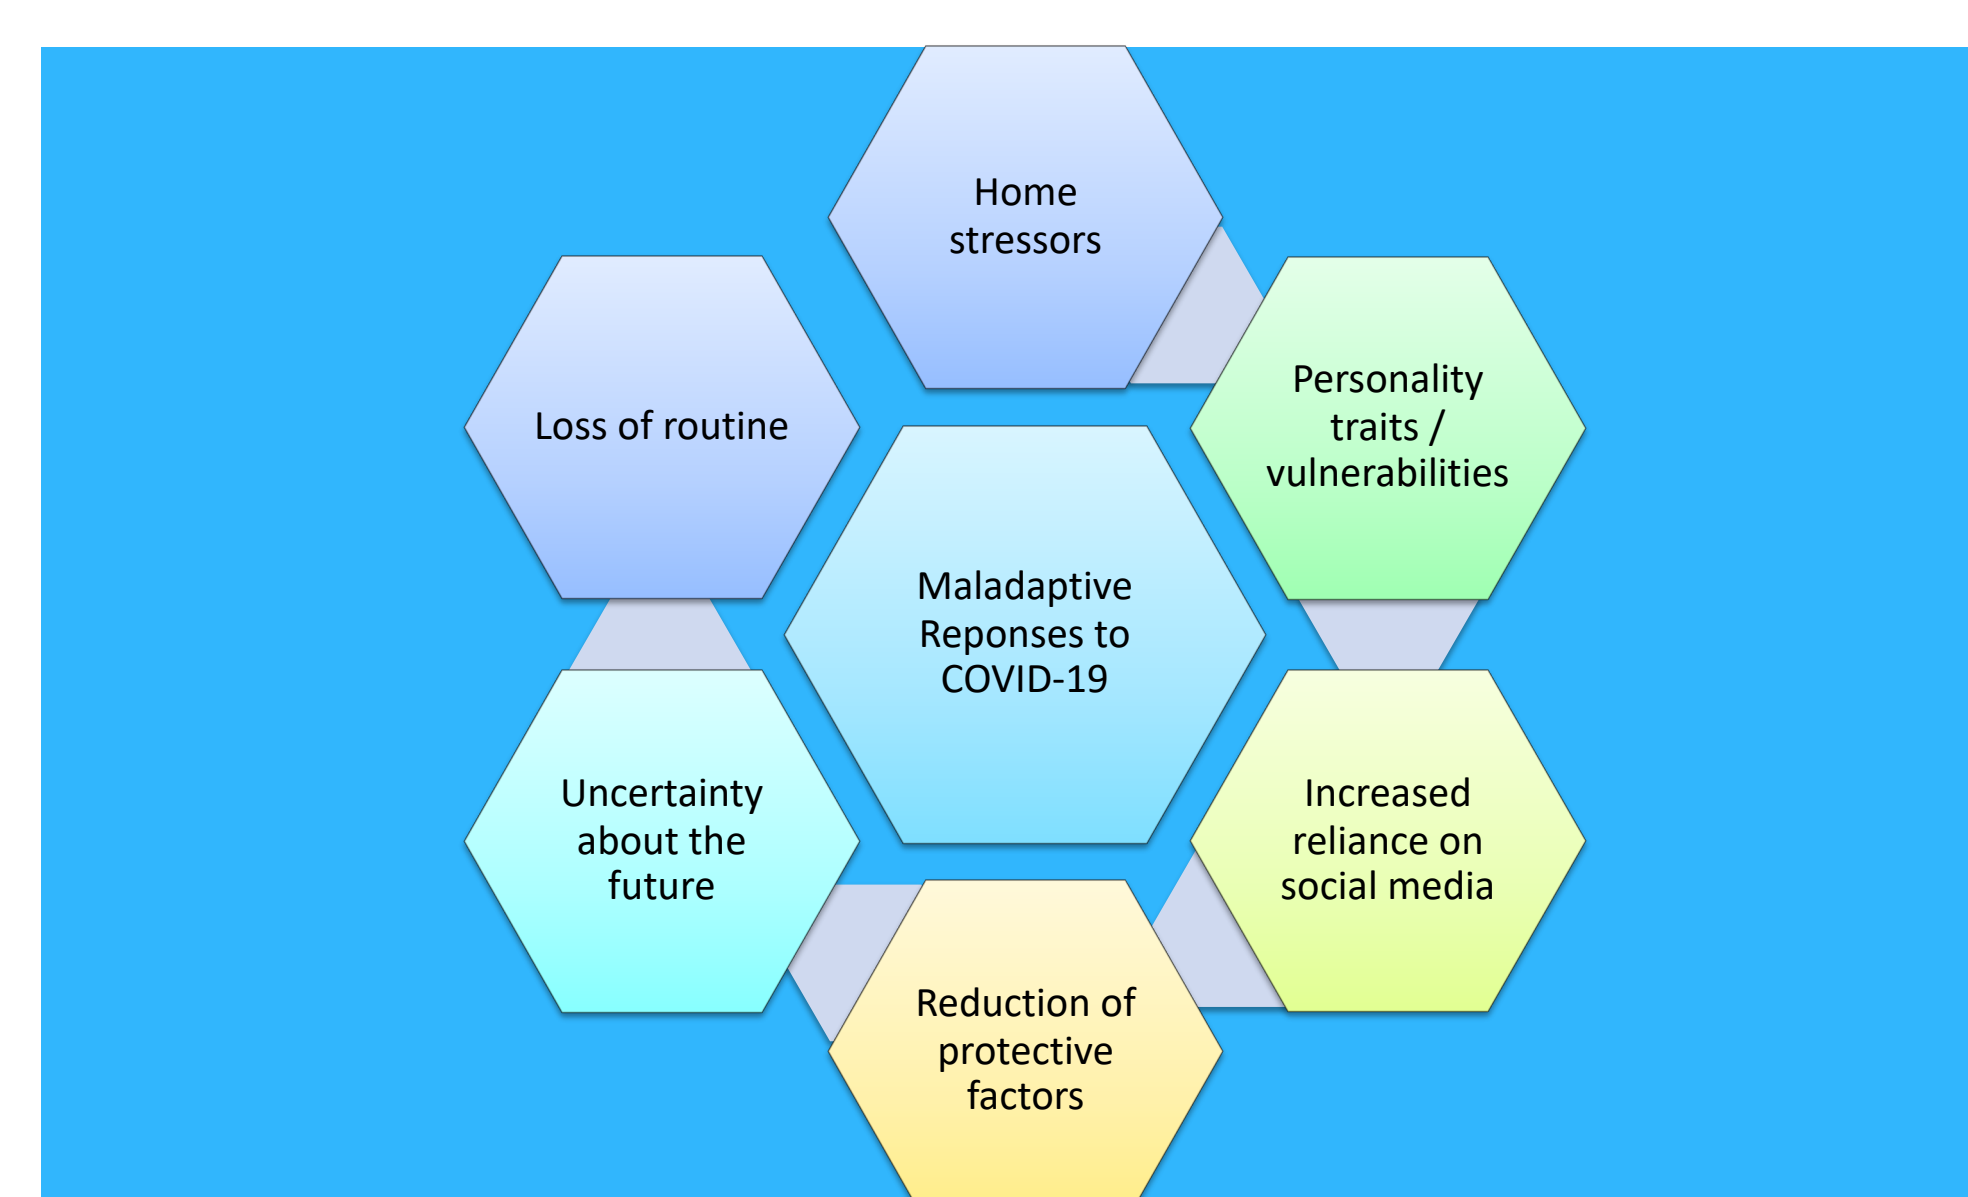 Home
stressors
Personality
traits /
vulnerabilities
Loss of routine
Maladaptive
Reponses to
COVID-19
Uncertainty
about the
future
Increased
reliance on
social media
Reduction of
protective
factors